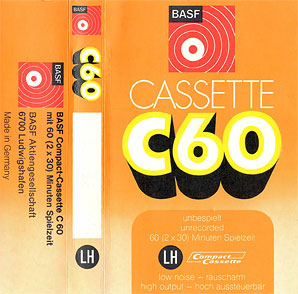 BASF
C60
BASF Compact-Cassette C 60
mit 60 (2 x 30) Minuten Spielzeit
BASF Aktiengesellschaft
6700 Ludwigshafen
Made in Germany
LH
BASF
CASSETTE
C60
unbespielt
unrecorded
60 (2 x 30) Minuten Spielzeit
LH
Compact
Cassette
low noise – rauscharm
high output – hoch aussteuerbar